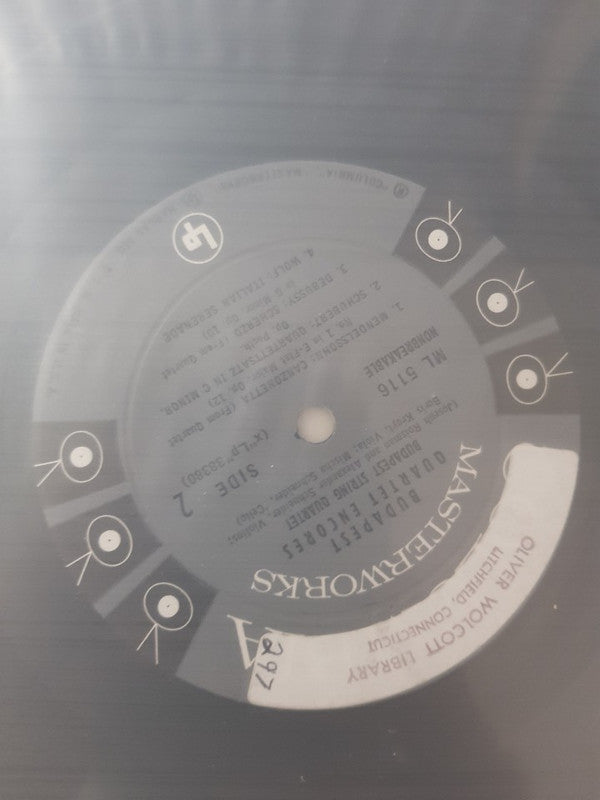 OLIVER WOLCOTT LIBRARY
LITCHFIELD, CONNECTICUT
297
A
MASTERWORKS
BUDAPEST
QUARTET ENCORES
BUDAPEST STRING QUARTET
(Joseph Roisman and Alexander Schneider, Violins;
Boris Kroyt, Viola; Mischa Schneider, Cello)
SIDE 2
(x"Lp"38380)
ML 5116
NONBREAKABLE
1. MENDELSSOHN: CANZONETTA (From Quartet
No. 1 in E-Flat Major, Op. 12)
2. SCHUBERT: QUARTETTSATZ IN C MINOR,
Op. Posth.
3. DEBUSSY: SCHERZO (From Quartet
in G Minor, Op. 10)
4. WOLF: ITALIAN
SERENADE
LP
® "COLUMBIA" "MASTERWORKS"